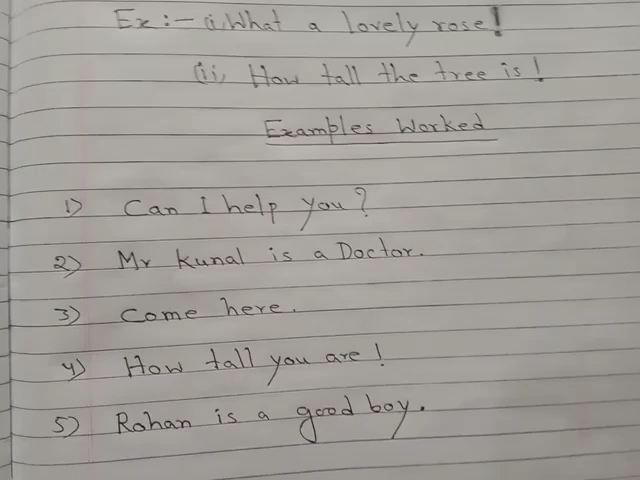 Ex :- (i, What a lovely rose!
(ii, How tall the tree is!
Examples Worked
1) Can I help you?
2) Mr Kunal is a Doctor.
3) Come here.
4) How tall you are!
5) Rohan is a good boy.